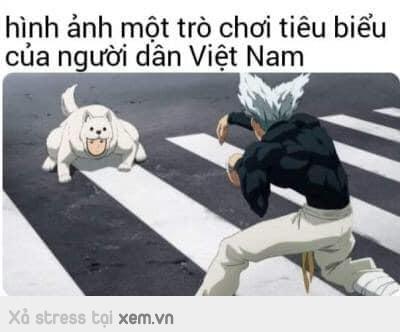 hình ảnh một trò chơi tiêu biểu
của người dân Việt Nam
Xả stress tại xem.vn